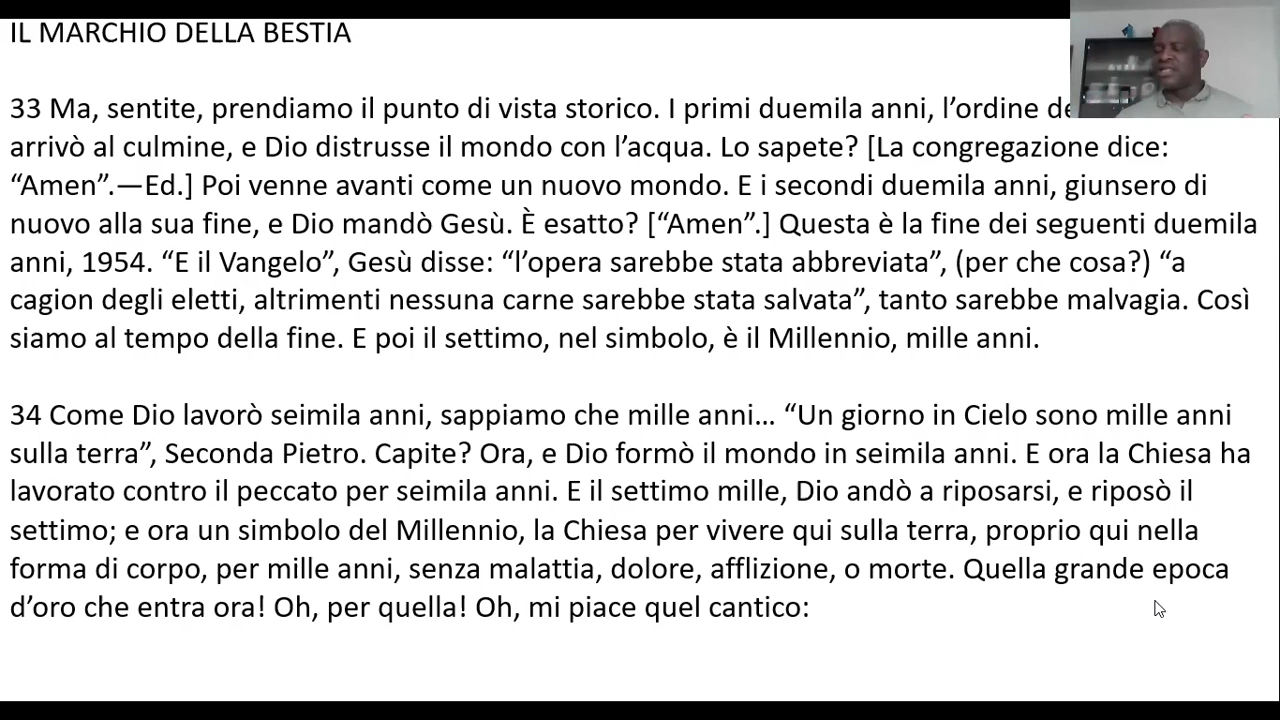 IL MARCHIO DELLA BESTIA
33 Ma, sentite, prendiamo il punto di vista storico. I primi duemila anni, l’ordine
arrivò al culmine, e Dio distrusse il mondo con l’acqua. Lo sapete? [La congregazione dice:
“Amen”.—Ed.] Poi venne avanti come un nuovo mondo. E i secondi duemila anni, giunsero di
nuovo alla sua fine, e Dio mandò Gesù. È esatto? [“Amen”.] Questa è la fine dei seguenti duemila
anni, 1954. “E il Vangelo”, Gesù disse: “l’opera sarebbe stata abbreviata”, (per che cosa?) “a
cagion degli eletti, altrimenti nessuna carne sarebbe stata salvata”, tanto sarebbe malvagia. Così
siamo al tempo della fine. E poi il settimo, nel simbolo, è il Millennio, mille anni.
34 Come Dio lavorò seimila anni, sappiamo che mille anni… “Un giorno in Cielo sono mille anni
sulla terra”, Seconda Pietro. Capite? Ora, e Dio formò il mondo in seimila anni. E ora la Chiesa ha
lavorato contro il peccato per seimila anni. E il settimo mille, Dio andò a riposarsi, e riposò il
settimo; e ora un simbolo del Millennio, la Chiesa per vivere qui sulla terra, proprio qui nella
forma di corpo, per mille anni, senza malattia, dolore, afflizione, o morte. Quella grande epoca
d’oro che entra ora! Oh, per quella! Oh, mi piace quel cantico: